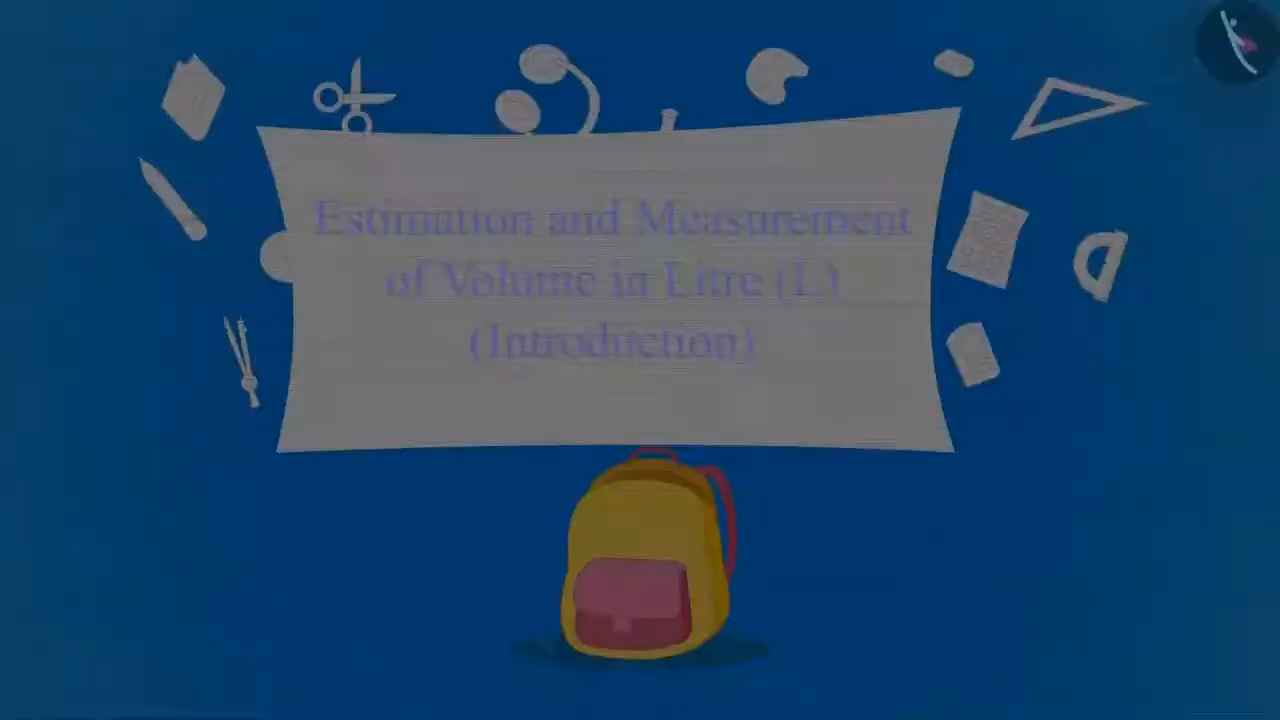 Estimation and Measurement
of Volume in Litre (L)
(Introduction)